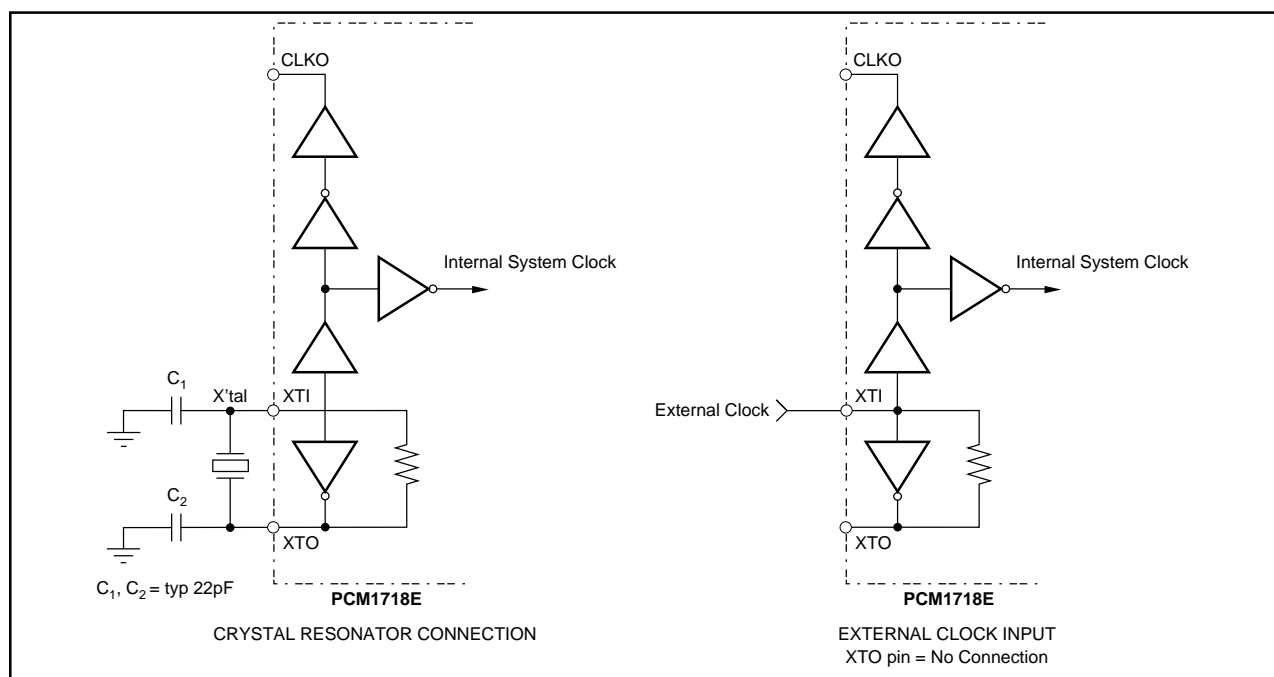 CLKO
Internal System Clock
C1
X'tal
XTI
C2
XTO
C1, C2 = typ 22pF
PCM1718E
CRYSTAL RESONATOR CONNECTION
CLKO
Internal System Clock
XTI
External Clock
XTO
PCM1718E
EXTERNAL CLOCK INPUT
XTO pin = No Connection